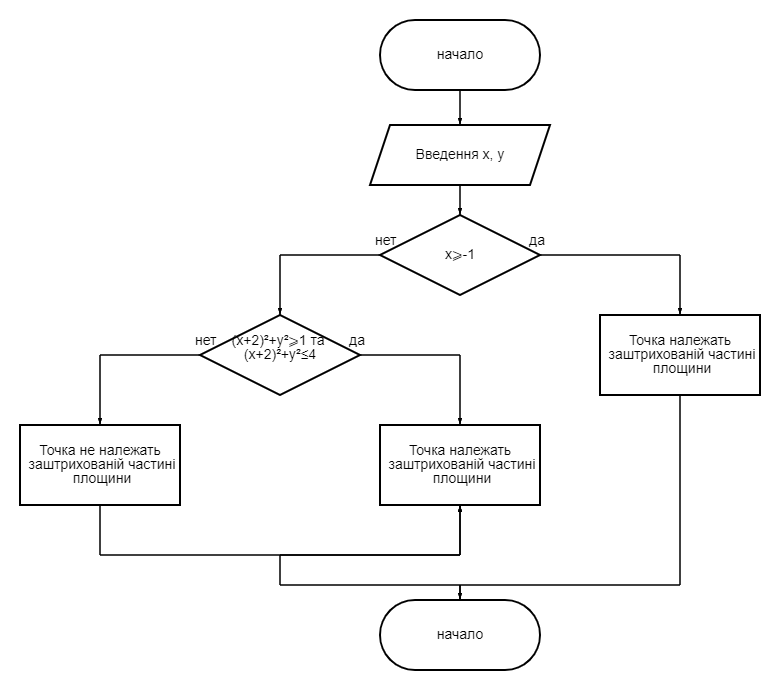 начало
Введення x, y
нет
x⩾-1
да
нет
(x+2)²+y²⩾1 та
(x+2)²+y²≤4
да
Точка належать
заштрихованій частині
площини
Точка не належать
заштрихованій частині
площини
Точка належать
заштрихованій частині
площини
начало